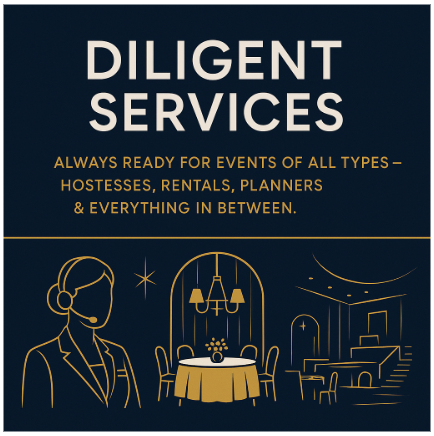 DILIGENT
SERVICES
ALWAYS READY FOR EVENTS OF ALL TYPES –
HOSTESSES, RENTALS, PLANNERS
& EVERYTHING IN BETWEEN.